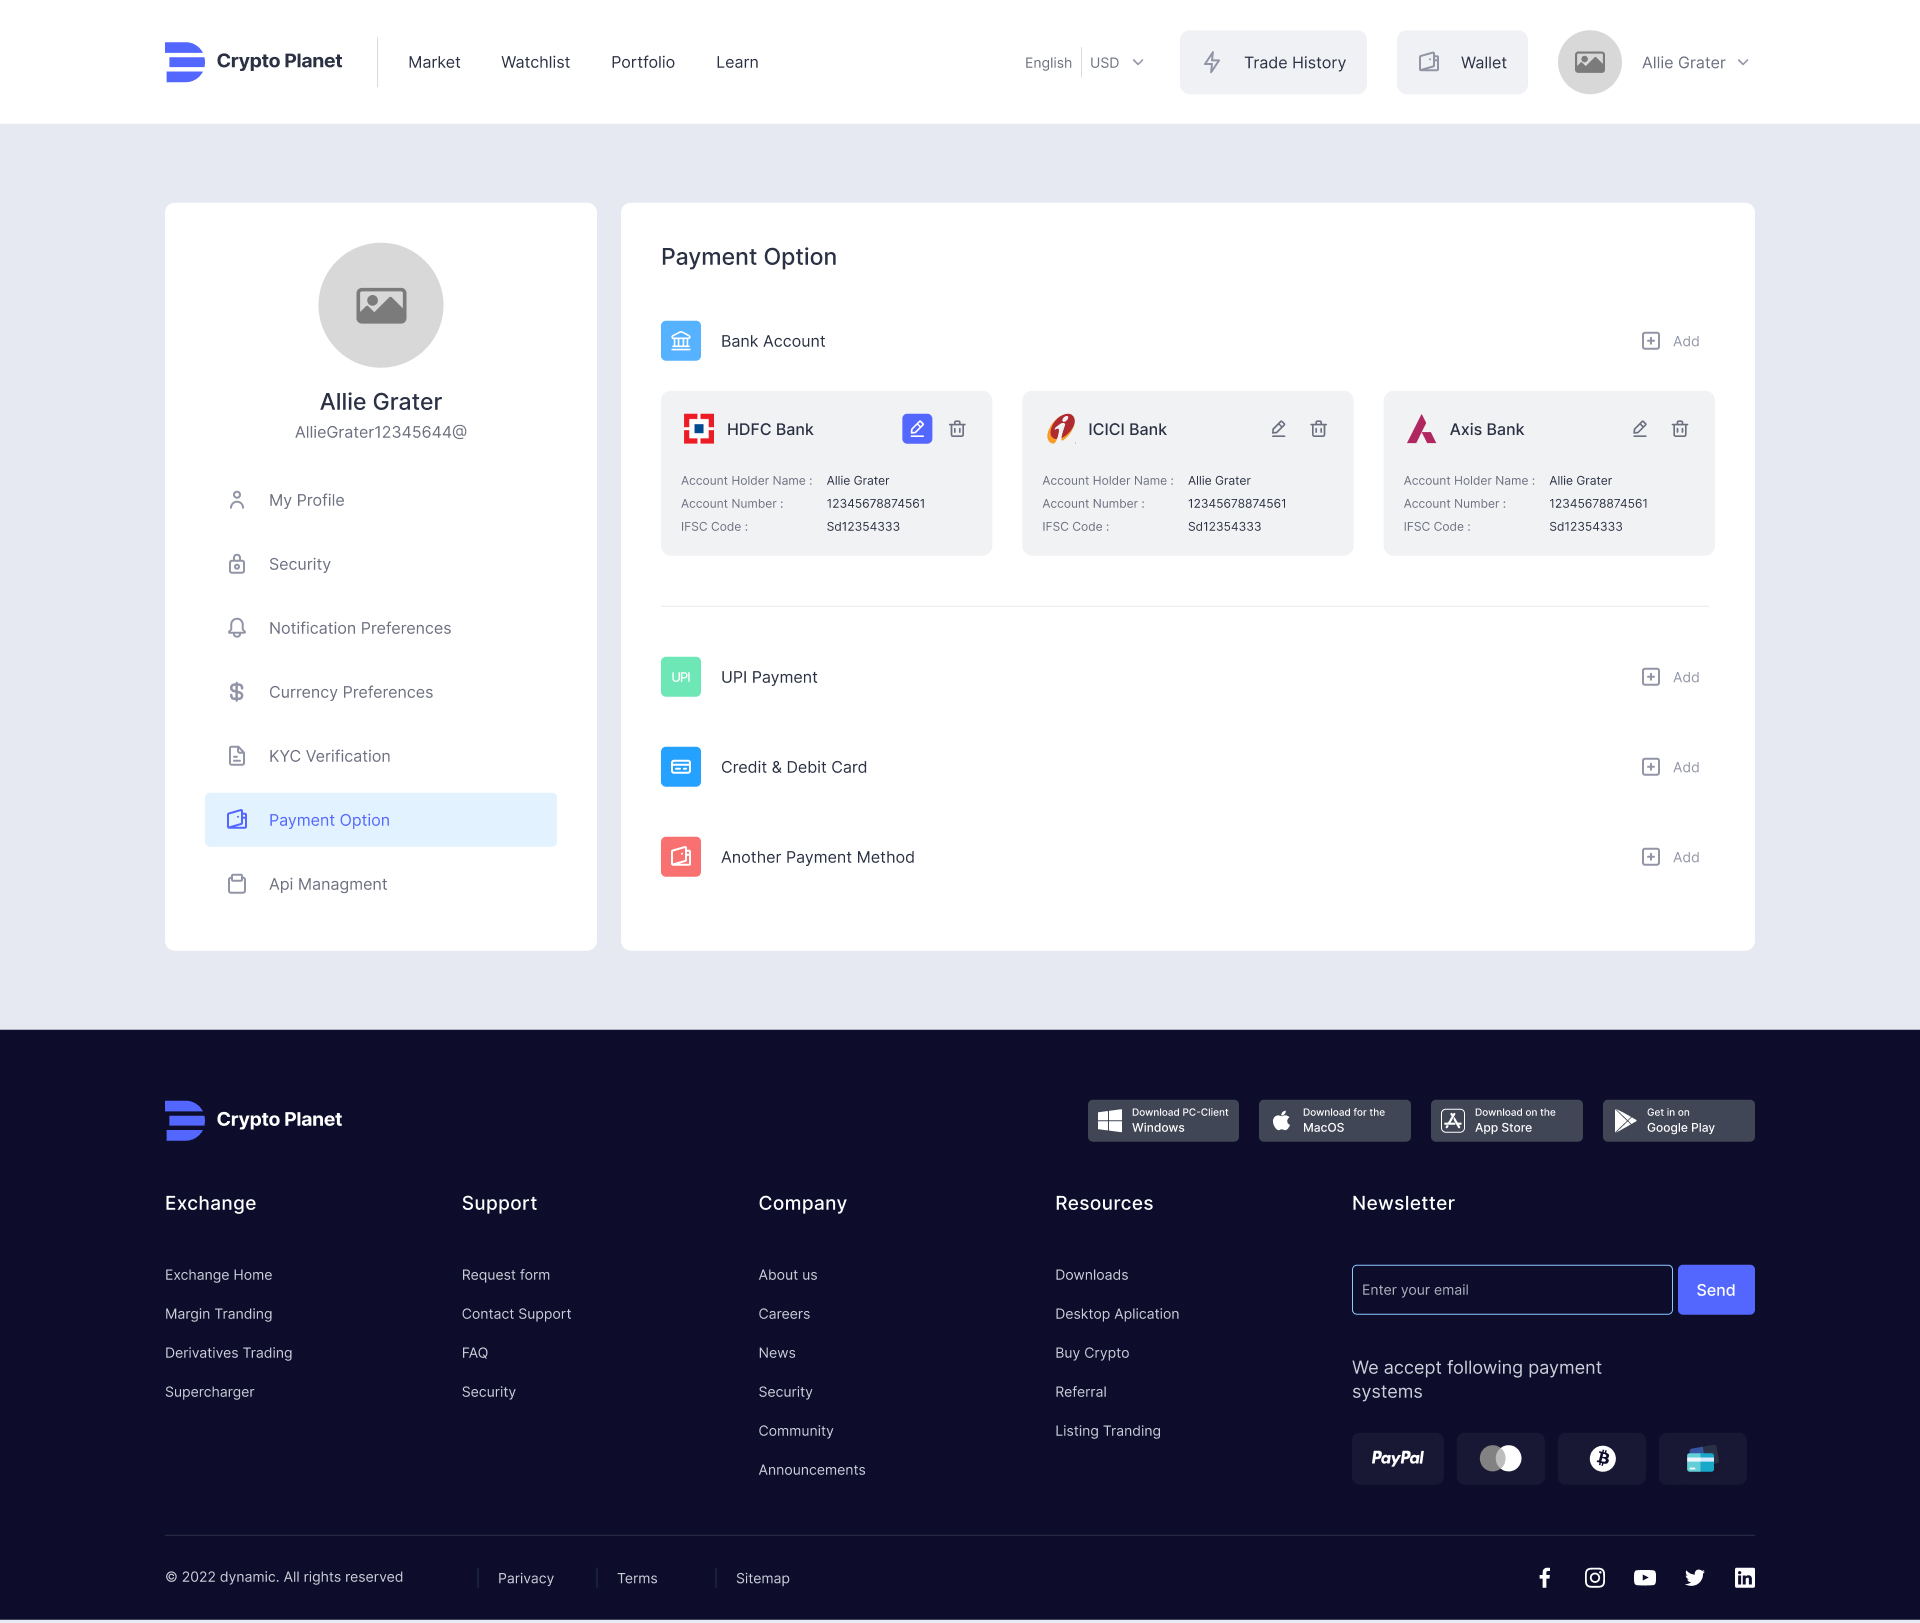 Crypto Planet
Market
Watchlist
Portfolio
Learn
English
USD
Trade History
Wallet
Allie Grater
Allie Grater
AllieGrater12345644@
My Profile
Security
Notification Preferences
Currency Preferences
KYC Verification
Payment Option
Api Managment
Payment Option
Bank Account
Add
HDFC Bank
Account Holder Name : Allie Grater
Account Number : 12345678874561
IFSC Code : Sd12354333
ICICI Bank
Account Holder Name : Allie Grater
Account Number : 12345678874561
IFSC Code : Sd12354333
Axis Bank
Account Holder Name : Allie Grater
Account Number : 12345678874561
IFSC Code : Sd12354333
UPI
UPI Payment
Add
Credit & Debit Card
Add
Another Payment Method
Add
Crypto Planet
Download PC-Client
Windows
Download for the
MacOS
Download on the
App Store
Get in on
Google Play
Exchange
Exchange Home
Margin Tranding
Derivatives Trading
Supercharger
Support
Request form
Contact Support
FAQ
Security
Company
About us
Careers
News
Security
Community
Announcements
Resources
Downloads
Desktop Aplication
Buy Crypto
Referral
Listing Tranding
Newsletter
Enter your email
Send
We accept following payment
systems
PayPal
© 2022 dynamic. All rights reserved
Parivacy
Terms
Sitemap